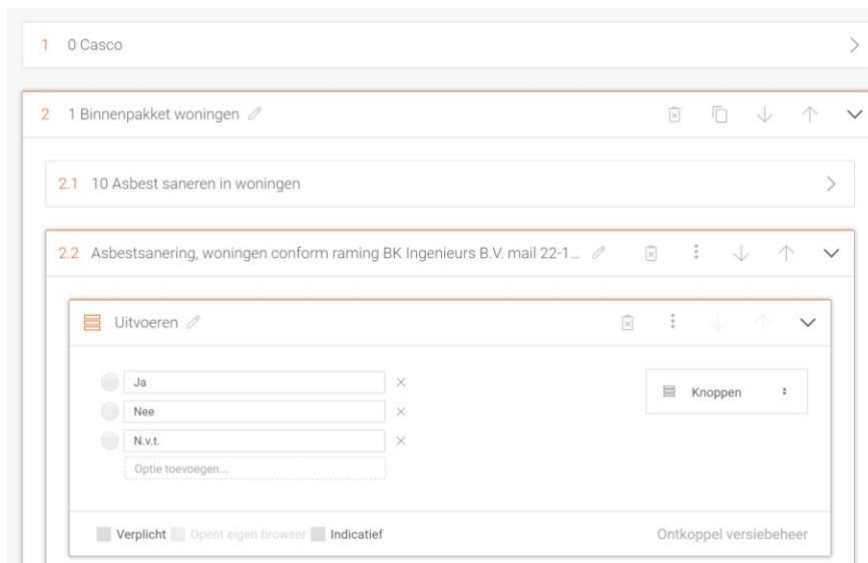 1 0 Casco
2 1 Binnenpakket woningen
2.1 10 Asbest saneren in woningen
2.2 Asbestsanering, woningen conform raming BK Ingenieurs B.V. mail 22-1...
Uitvoeren
Ja
Knoppen
Nee
N.v.t.
Optie toevoegen...
Verplicht Opent eigen browser Indicatief Ontkoppel versiebeheer